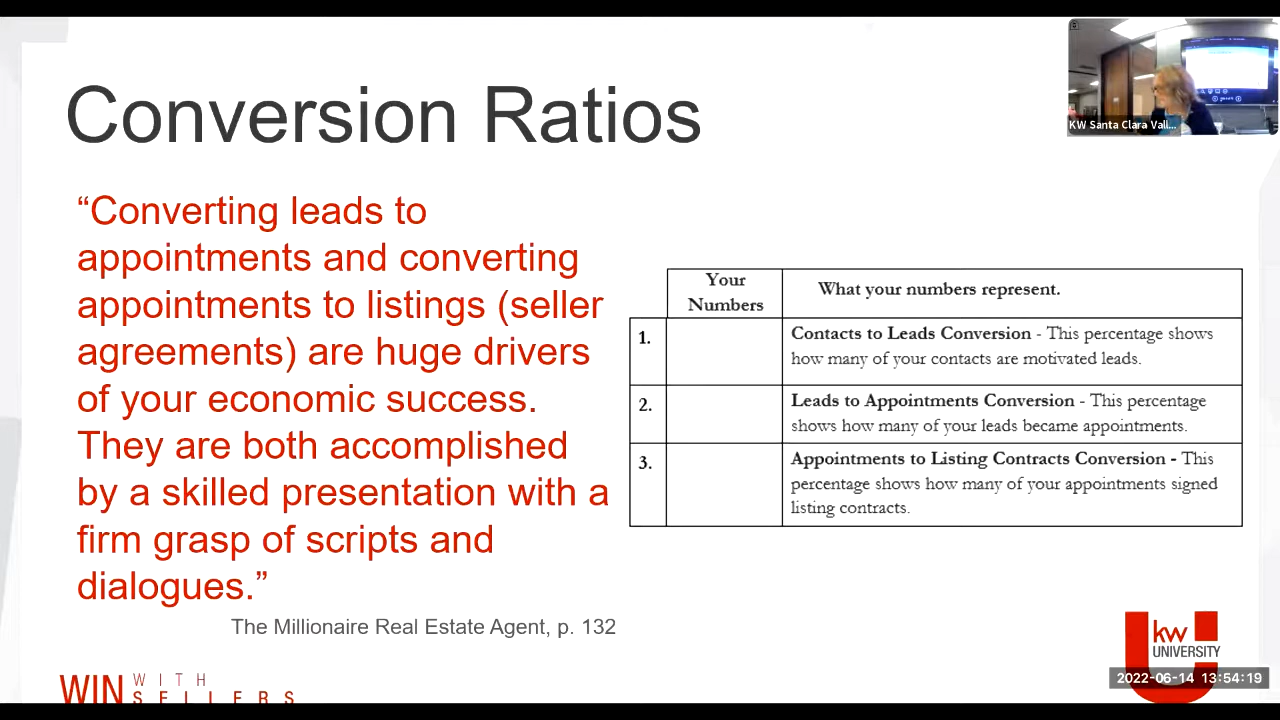 Conversion Ratios
KW Santa Clara Vall...
“Converting leads to
appointments and converting
appointments to listings (seller
agreements) are huge drivers
of your economic success.
They are both accomplished
by a skilled presentation with a
firm grasp of scripts and
dialogues.”
The Millionaire Real Estate Agent, p. 132
Your
Numbers
What your numbers represent.
1.
Contacts to Leads Conversion - This percentage shows
how many of your contacts are motivated leads.
2.
Leads to Appointments Conversion - This percentage
shows how many of your leads became appointments.
3.
Appointments to Listing Contracts Conversion - This
percentage shows how many of your appointments signed
listing contracts.
WIN WITH
SELLERS
kw
UNIVERSITY
2022-06-14 13:54:19